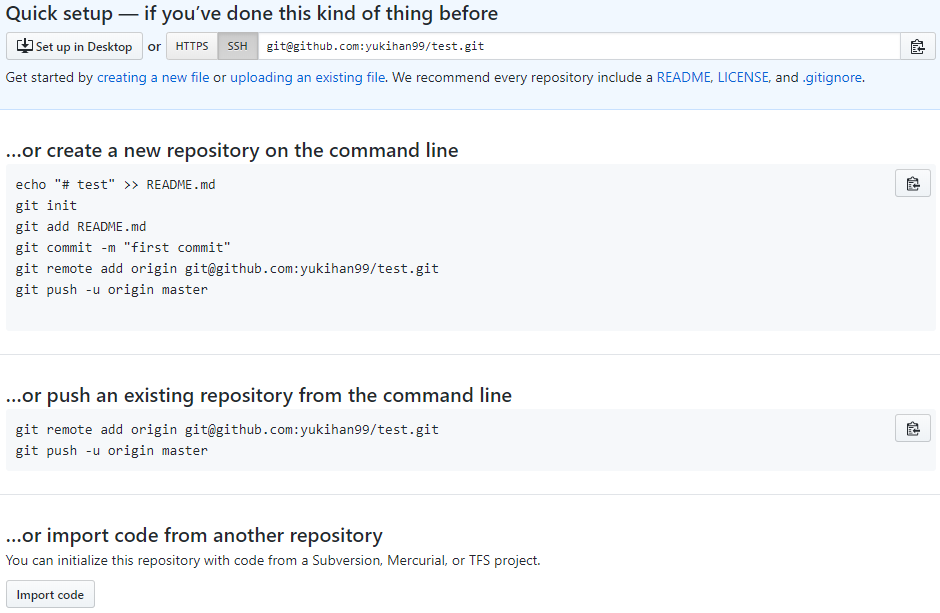 Quick setup — if you’ve done this kind of thing before
Set up in Desktop or HTTPS SSH git@github.com:yukihan99/test.git
Get started by creating a new file or uploading an existing file. We recommend every repository include a README, LICENSE, and .gitignore.
…or create a new repository on the command line
echo "# test" >> README.md
git init
git add README.md
git commit -m "first commit"
git remote add origin git@github.com:yukihan99/test.git
git push -u origin master
…or push an existing repository from the command line
git remote add origin git@github.com:yukihan99/test.git
git push -u origin master
…or import code from another repository
You can initialize this repository with code from a Subversion, Mercurial, or TFS project.
Import code